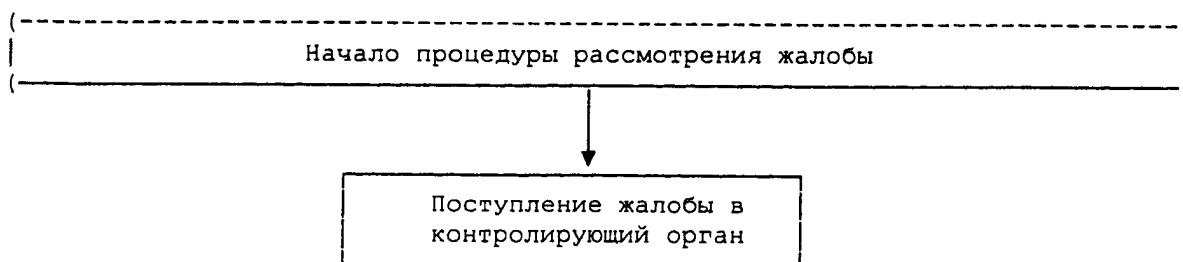 Начало процедуры рассмотрения жалобы
Поступление жалобы в
контролирующий орган